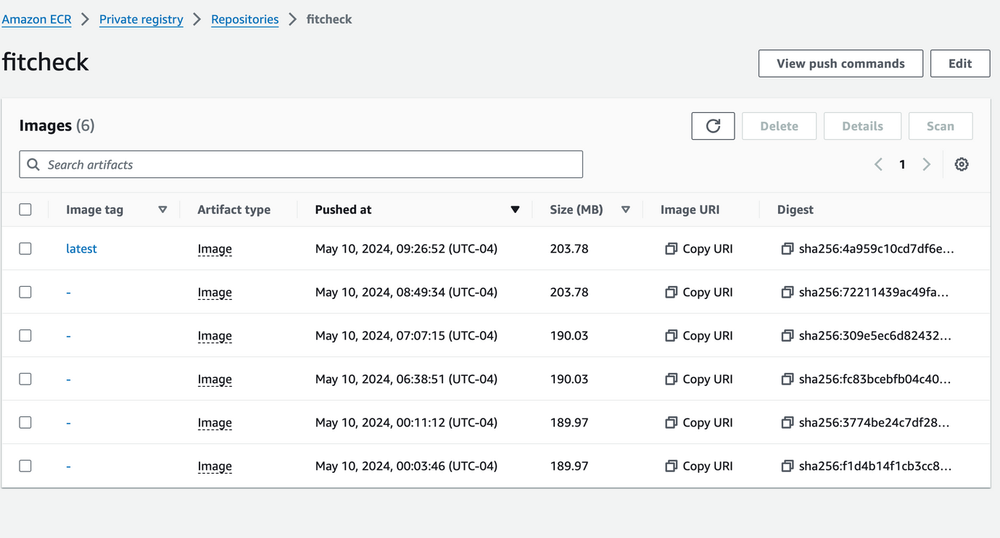 Amazon ECR > Private registry > Repositories > fitcheck
fitcheck
View push commands
Edit
Images (6)
Delete
Details
Scan
Search artifacts
1
Image tag Artifact type Pushed at Size (MB) Image URI Digest
latest Image May 10, 2024, 09:26:52 (UTC-04) 203.78 Copy URI sha256:4a959c10cd7df6e...
- Image May 10, 2024, 08:49:34 (UTC-04) 203.78 Copy URI sha256:72211439ac49fa...
- Image May 10, 2024, 07:07:15 (UTC-04) 190.03 Copy URI sha256:309e5ec6d82432...
- Image May 10, 2024, 06:38:51 (UTC-04) 190.03 Copy URI sha256:fc83bcebfb04c40...
- Image May 10, 2024, 00:11:12 (UTC-04) 189.97 Copy URI sha256:3774be24c7df28...
- Image May 10, 2024, 00:03:46 (UTC-04) 189.97 Copy URI sha256:f1d4b14f1cb3cc8...